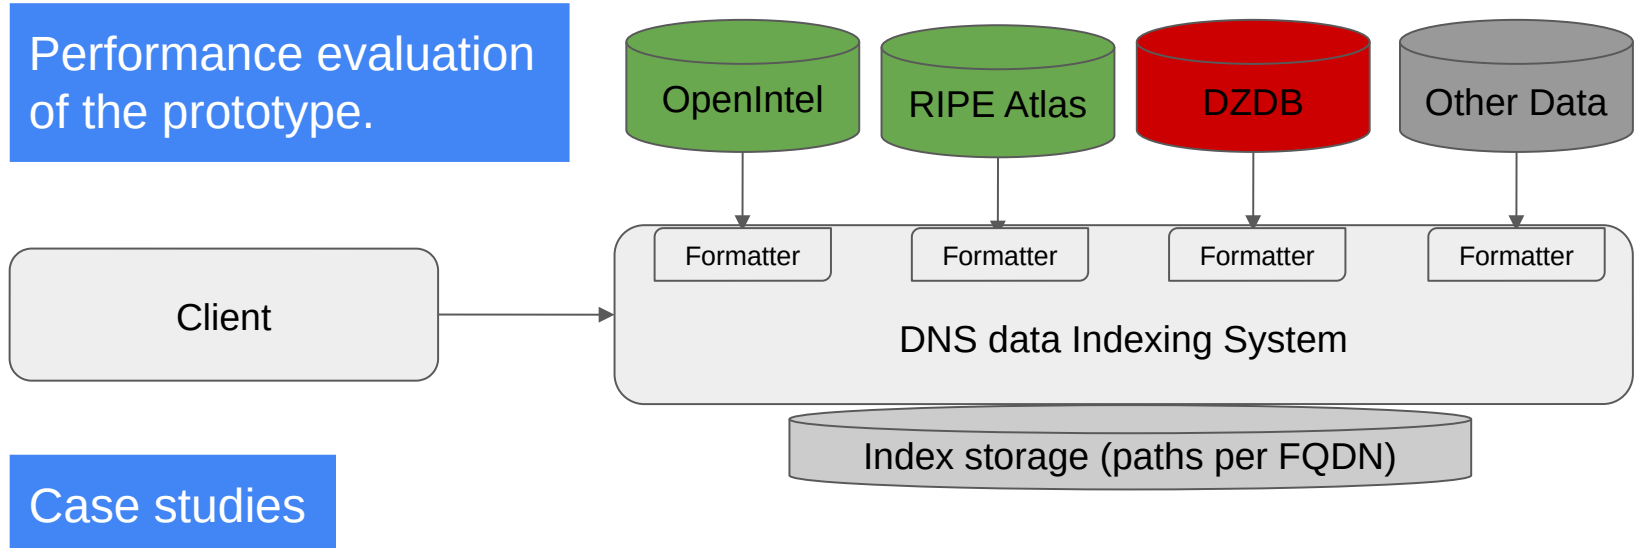 Performance evaluation
of the prototype.
OpenIntel
RIPE Atlas
DZDB
Other Data
Formatter
Formatter
Formatter
Formatter
Client
DNS data Indexing System
Index storage (paths per FQDN)
Case studies